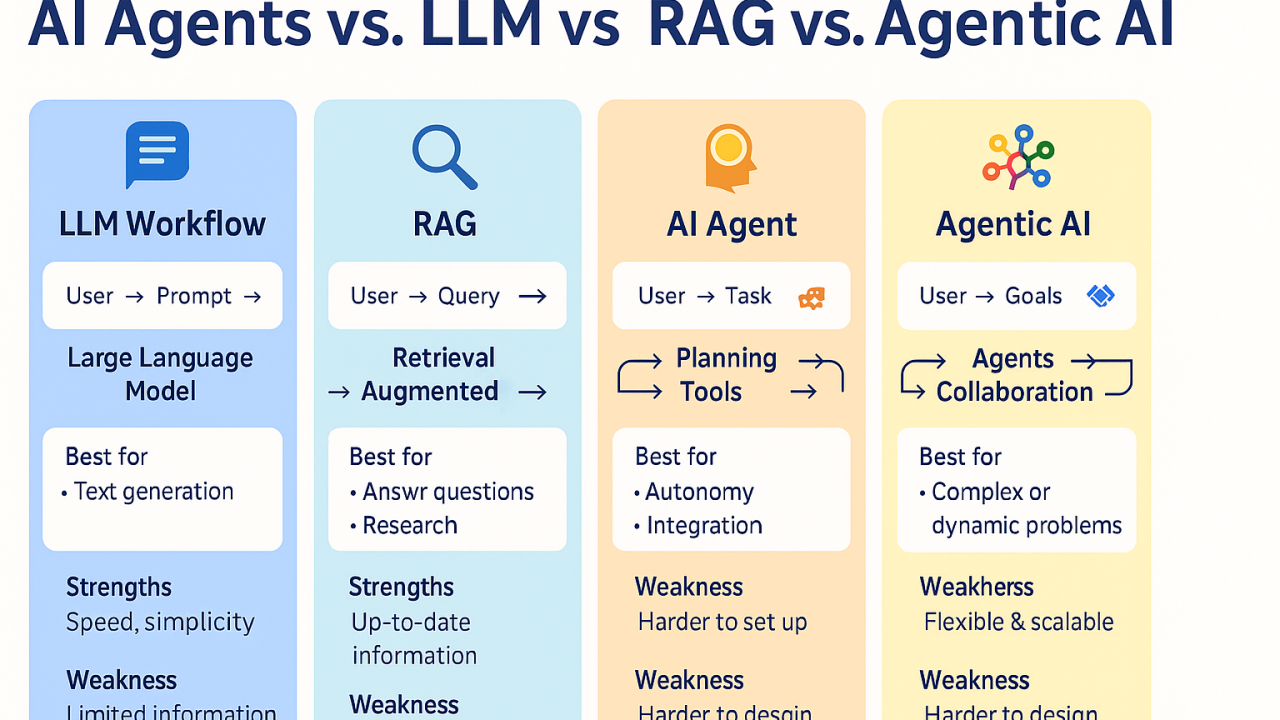 AI Agents vs. LLM vs RAG vs. Agentic AI
LLM Workflow
User → Prompt →
Large Language
Model
Best for
• Text generation
Strengths
Speed, simplicity
Weakness
Limited information
RAG
User → Query →
Retrieval
→ Augmented →
Best for
• Answr questions
• Research
Strengths
Up-to-date
information
Weakness
AI Agent
User → Task
Planning
Tools
Best for
• Autonomy
• Integration
Weakness
Harder to set up
Weakness
Harder to desgin
Agentic AI
User → Goals
Agents
Collaboration
Best for
• Complex or
dynamic problems
Weakherss
Flexible & scalable
Weakness
Harder to design